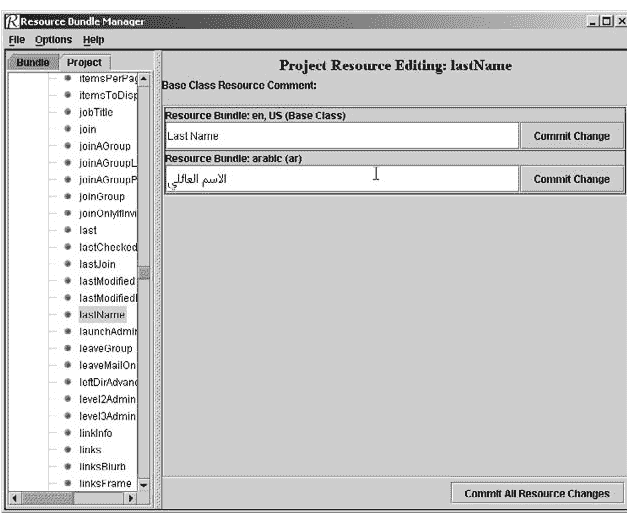 Resource Bundle Manager
File Options Help
Bundle Project
itemsPerPag
itemsToDisp
jobTitle
join
joinAGroup
joinAGroupL
joinAGroupP
joinGroup
joinOnlyIfInvi
last
lastChecked
lastJoin
lastModified
lastModified
lastName
launchAdmin
leaveGroup
leaveMailOn
leftDirAdvanc
level2Admin
level3Admin
linkInfo
links
linksBlurb
linksFrame
Project Resource Editing: lastName
Base Class Resource Comment:
Resource Bundle: en, US (Base Class)
Last Name
Commit Change
Resource Bundle: arabic (ar)
الاسم العائلي
Commit Change
Commit All Resource Changes